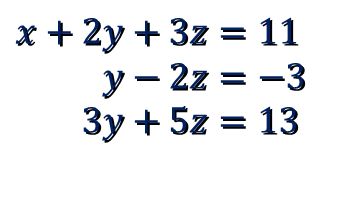 x + 2y + 3z = 11
y − 2z = −3
3y + 5z = 13